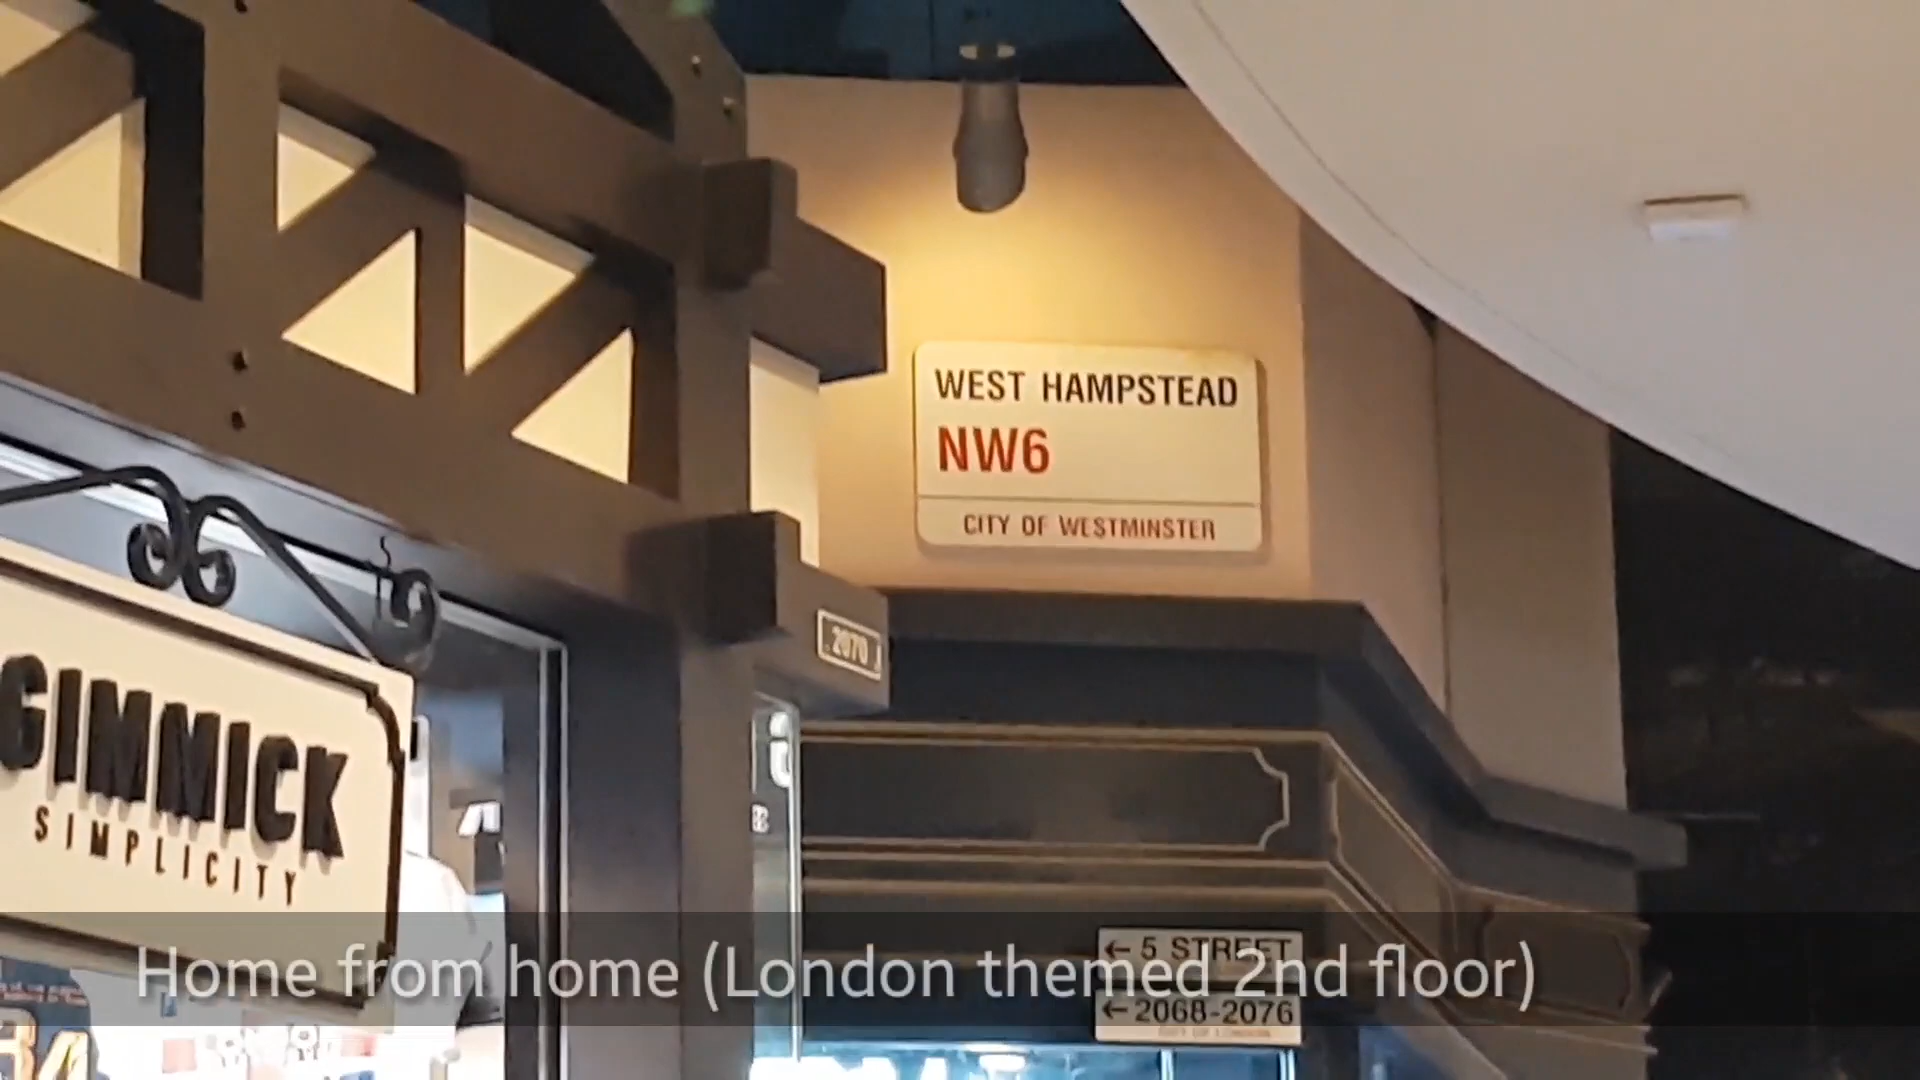 WEST HAMPSTEAD
NW6
CITY OF WESTMINSTER
2070
GIMMICK
SIMPLICITY
← 5 STREET
← 2068-2076
CITY OF LONDON
Home from home (London themed 2nd floor)